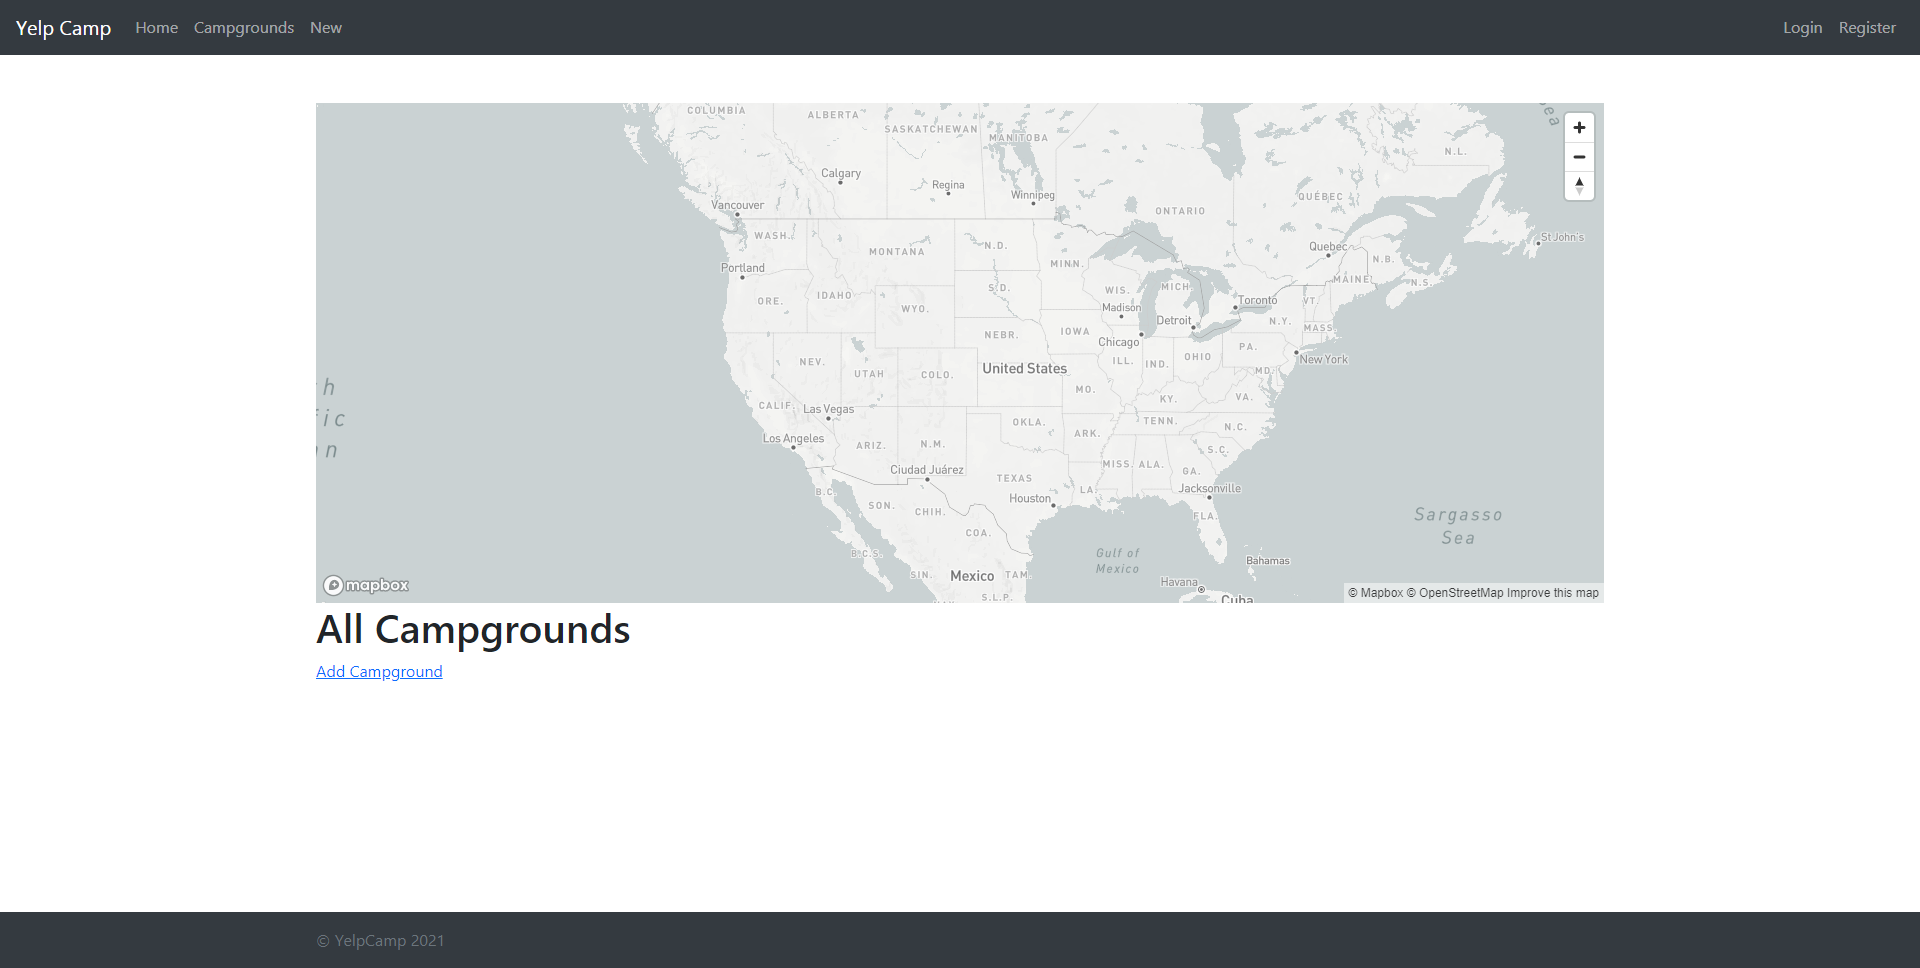 Yelp Camp Home Campgrounds New Login Register
COLUMBIA
ALBERTA
SASKATCHEWAN
MANITOBA
N.L.
Calgary
Regina
Winnipeg
QUÉBEC
Vancouver
ONTARIO
WASH.
MONTANA
N.D.
Quebec
St John's
Portland
MINN.
N.B.
MAINE
N.S.
ORE.
IDAHO
WYO.
S.D.
WIS.
MICH
Madison
Toronto
VT.
Detroit
N.Y.
MASS.
NEBR.
IOWA
Chicago
PA.
New York
NEV.
UTAH
COLO.
United States
ILL.
IND.
OHIO
MD.
MO.
KY.
VA.
CALIF.
Las Vegas
OKLA.
TENN.
N.C.
Los Angeles
ARIZ.
N.M.
ARK.
S.C.
h
fic
n
Ciudad Juárez
TEXAS
MISS.
ALA.
GA.
B.C.
SON.
CHIH.
Houston
LA.
Jacksonville
FLA.
COA.
Sargasso
Sea
B.C.S.
Gulf of
Mexico
Bahamas
SIN.
Mexico
TAM.
Havana
S.L.P.
Cuba
sea
mapbox
© Mapbox © OpenStreetMap Improve this map
All Campgrounds
Add Campground
© YelpCamp 2021